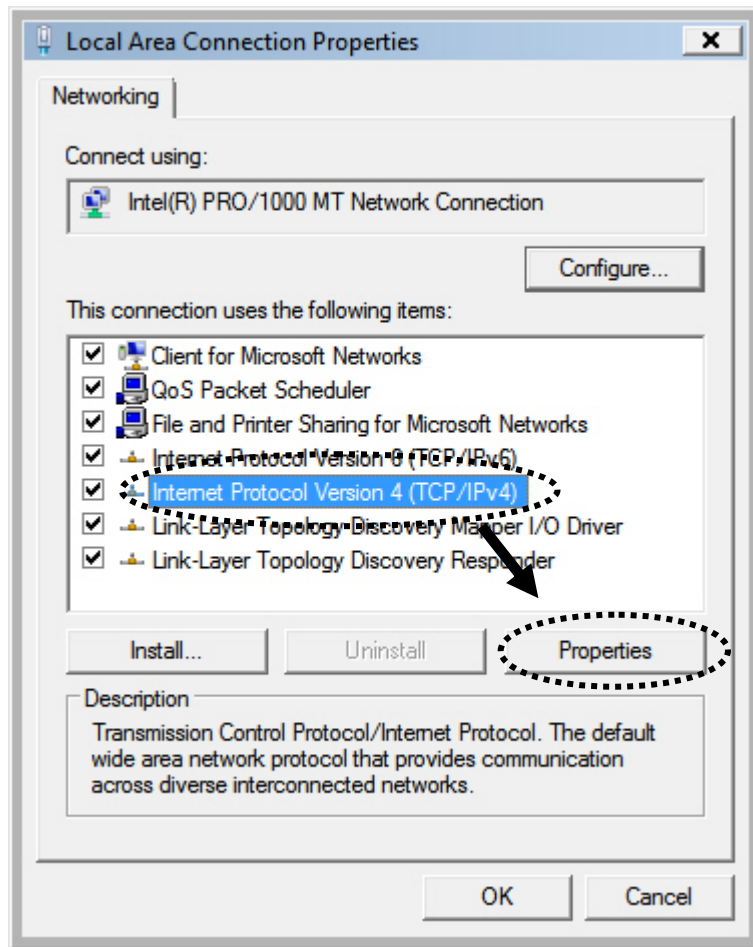 Local Area Connection Properties
Networking
Connect using:
Intel(R) PRO/1000 MT Network Connection
Configure...
This connection uses the following items:
Client for Microsoft Networks
QoS Packet Scheduler
File and Printer Sharing for Microsoft Networks
Internet Protocol Version 6 (TCP/IPv6)
Internet Protocol Version 4 (TCP/IPv4)
Link-Layer Topology Discovery Mapper I/O Driver
Link-Layer Topology Discovery Responder
Install...
Uninstall
Properties
Description
Transmission Control Protocol/Internet Protocol. The default
wide area network protocol that provides communication
across diverse interconnected networks.
OK
Cancel